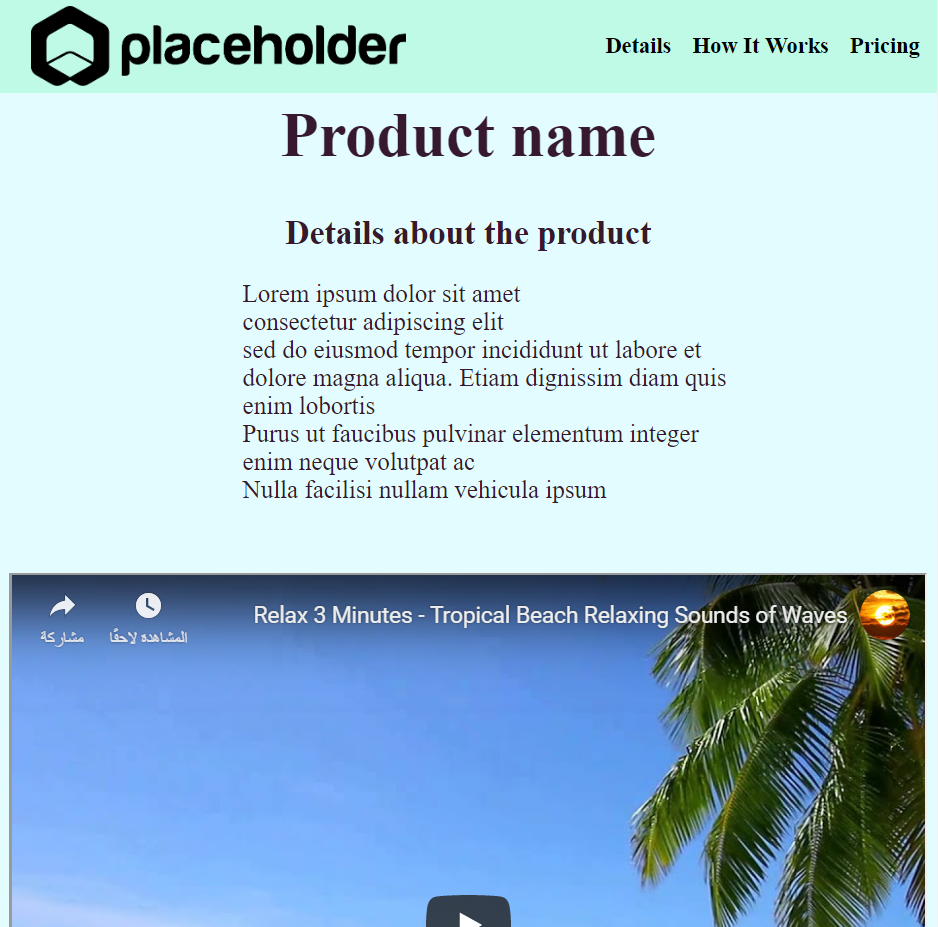 placeholder
Details How It Works Pricing
Product name
Details about the product
Lorem ipsum dolor sit amet
consectetur adipiscing elit
sed do eiusmod tempor incididunt ut labore et
dolore magna aliqua. Etiam dignissim diam quis
enim lobortis
Purus ut faucibus pulvinar elementum integer
enim neque volutpat ac
Nulla facilisi nullam vehicula ipsum
Relax 3 Minutes - Tropical Beach Relaxing Sounds of Waves
المشاهدة لاحقًا
مشاركة